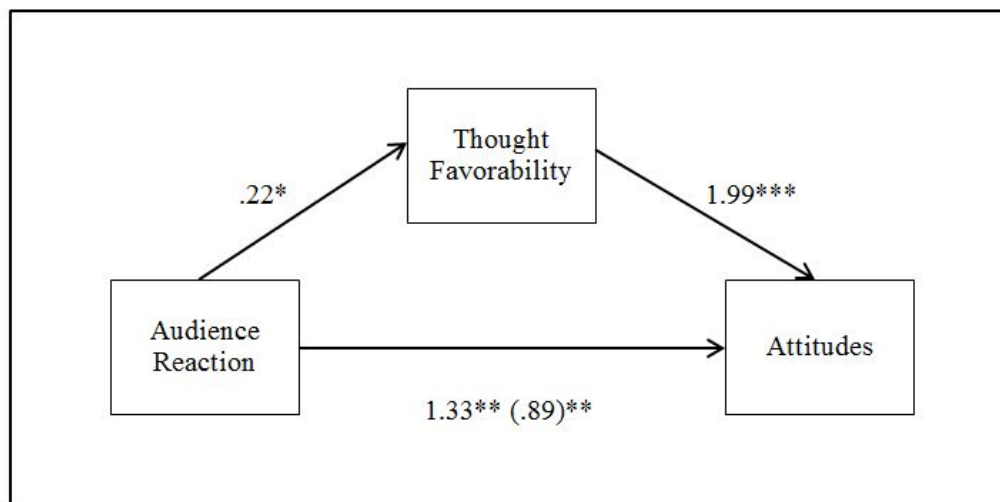 Thought
Favorability
.22*
1.99***
Audience
Reaction
Attitudes
1.33** (.89)**